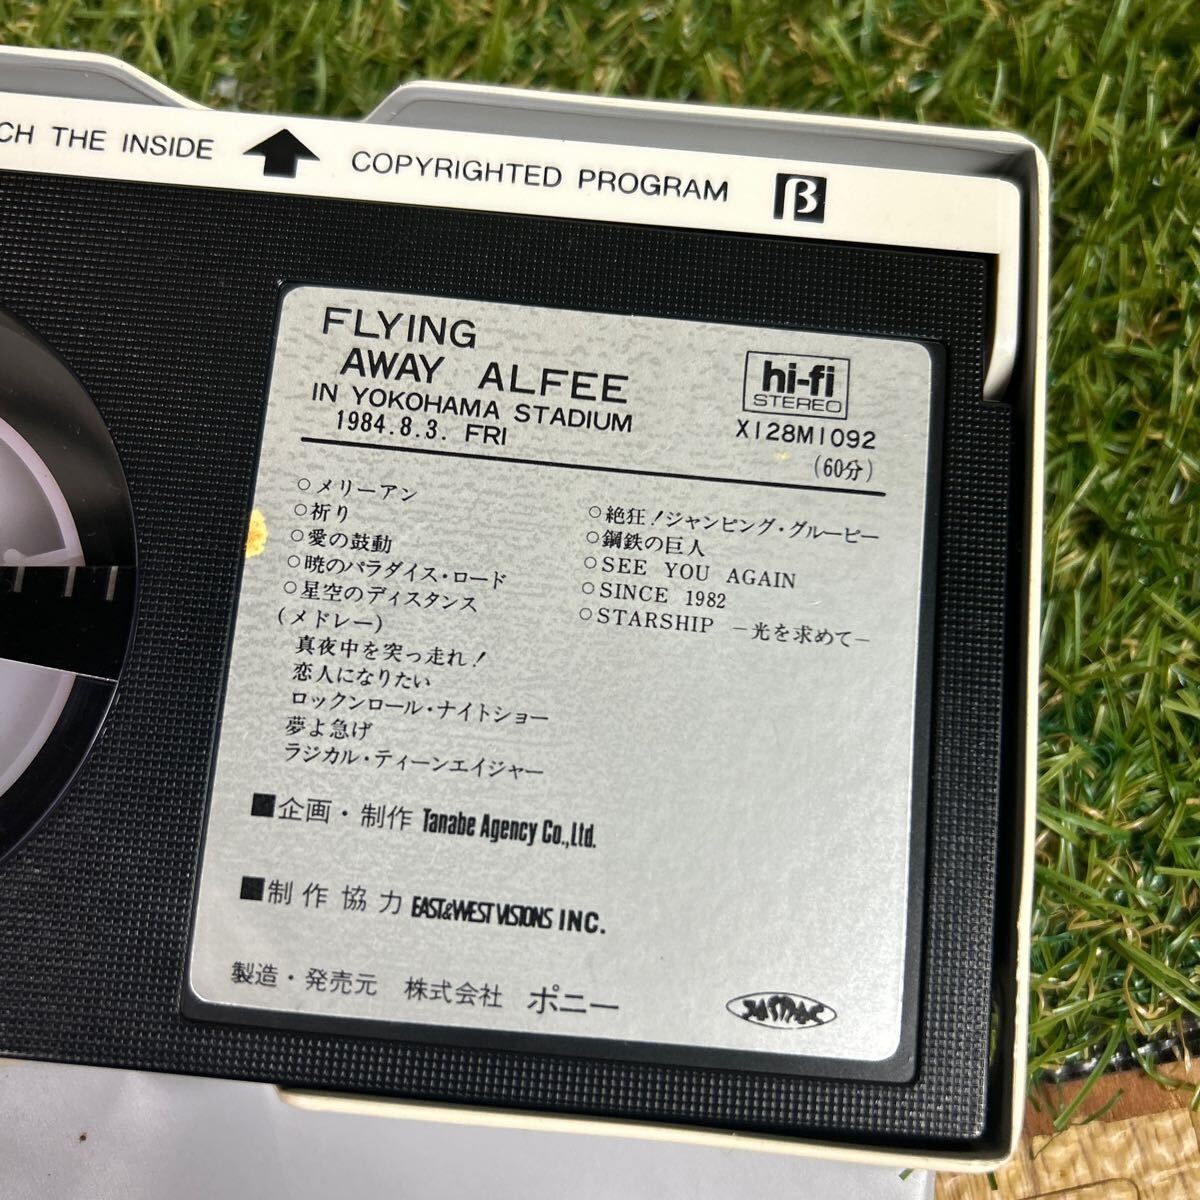 CH THE INSIDE COPYRIGHTED PROGRAM β
FLYING
AWAY ALFEE
IN YOKOHAMA STADIUM
1984.8.3. FRI
hi-fi
STEREO
X128M1092
(60分)
○メリーアン
○祈り
○愛の鼓動
○暁のパラダイス・ロード
○星空のディスタンス
(メドレー)
真夜中を突っ走れ!
恋人になりたい
ロックンロール・ナイトショー
夢よ急げ
ラジカル・ティーンエイジャー
○絶狂!ジャンピング・グルーピー
○鋼鉄の巨人
○SEE YOU AGAIN
○SINCE 1982
○STARSHIP −光を求めて−
■企画・制作 Tanabe Agency Co.,Ltd.
■制作協力 EAST&WEST VISIONS INC.
製造・発売元 株式会社 ポニー